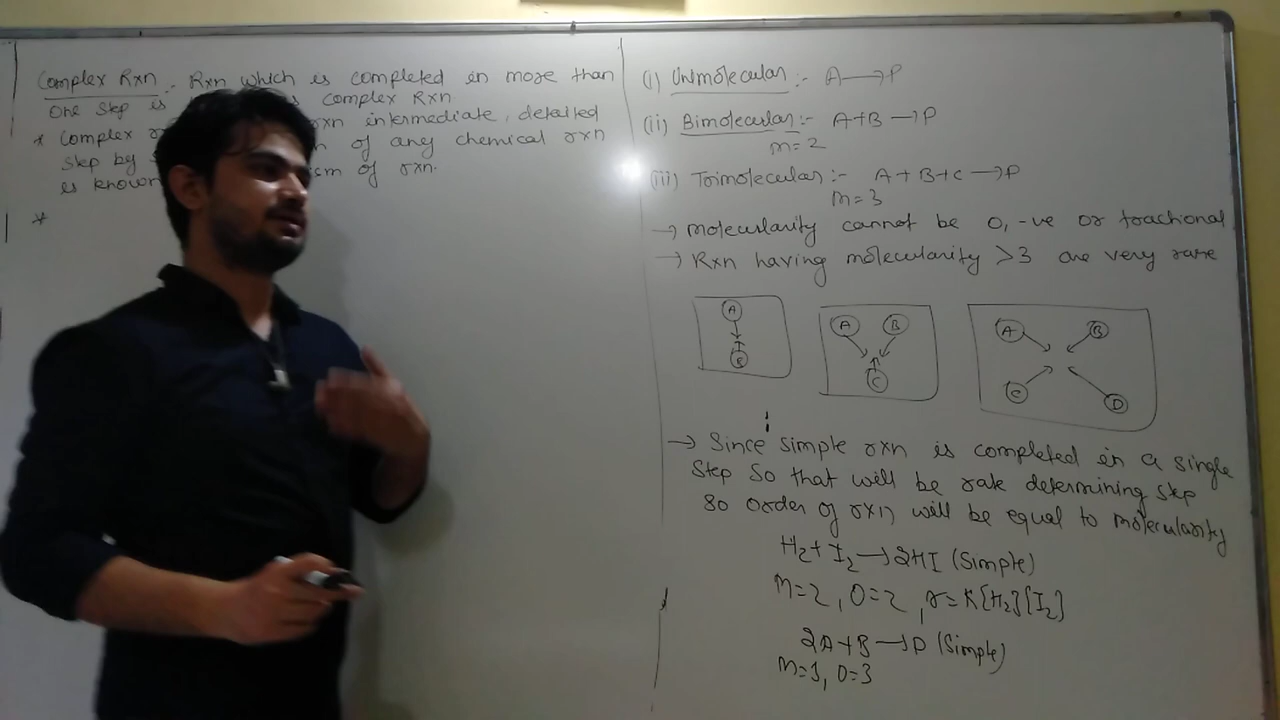 Complex Rxn :- Rxn which is completed in more than
one step is complex Rxn
* Complex rxn intermediate, detailed
step by of any chemical rxn
is known of rxn.
*
(i) Unimolecular :- A → P
(ii) Bimolecular :- A+B → P
m=2
(iii) Trimolecular :- A+B+C → P
m=3
→ molecularity cannot be 0, -ve or fractional
→ Rxn having molecularity >3 are very rare
A
B
A B
C
A B
C D
→ Since simple rxn is completed in a single
step so that will be rate determining step
so order of rxn will be equal to molecularity
H₂+I₂ → 2HI (Simple)
m=2, O=2, r=K[H₂][I₂]
2A+B → P (Simple)
m=3, O=3